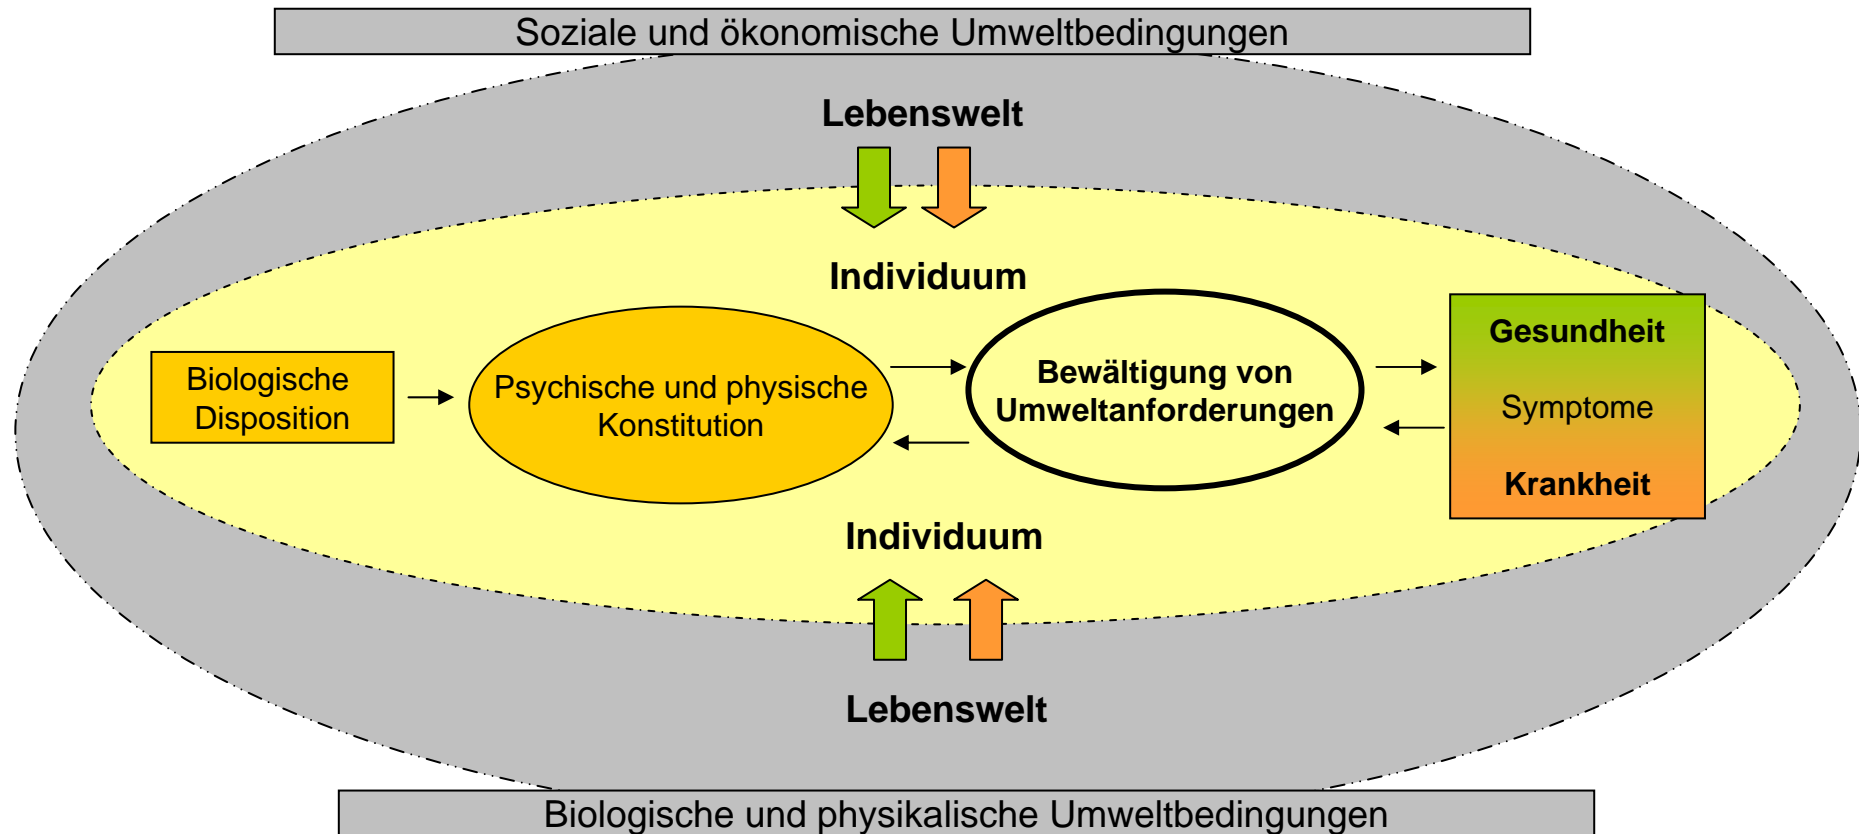 Soziale und ökonomische Umweltbedingungen
Lebenswelt
Individuum
Biologische
Disposition
Psychische und physische
Konstitution
Bewältigung von
Umweltanforderungen
Gesundheit
Symptome
Krankheit
Individuum
Lebenswelt
Biologische und physikalische Umweltbedingungen